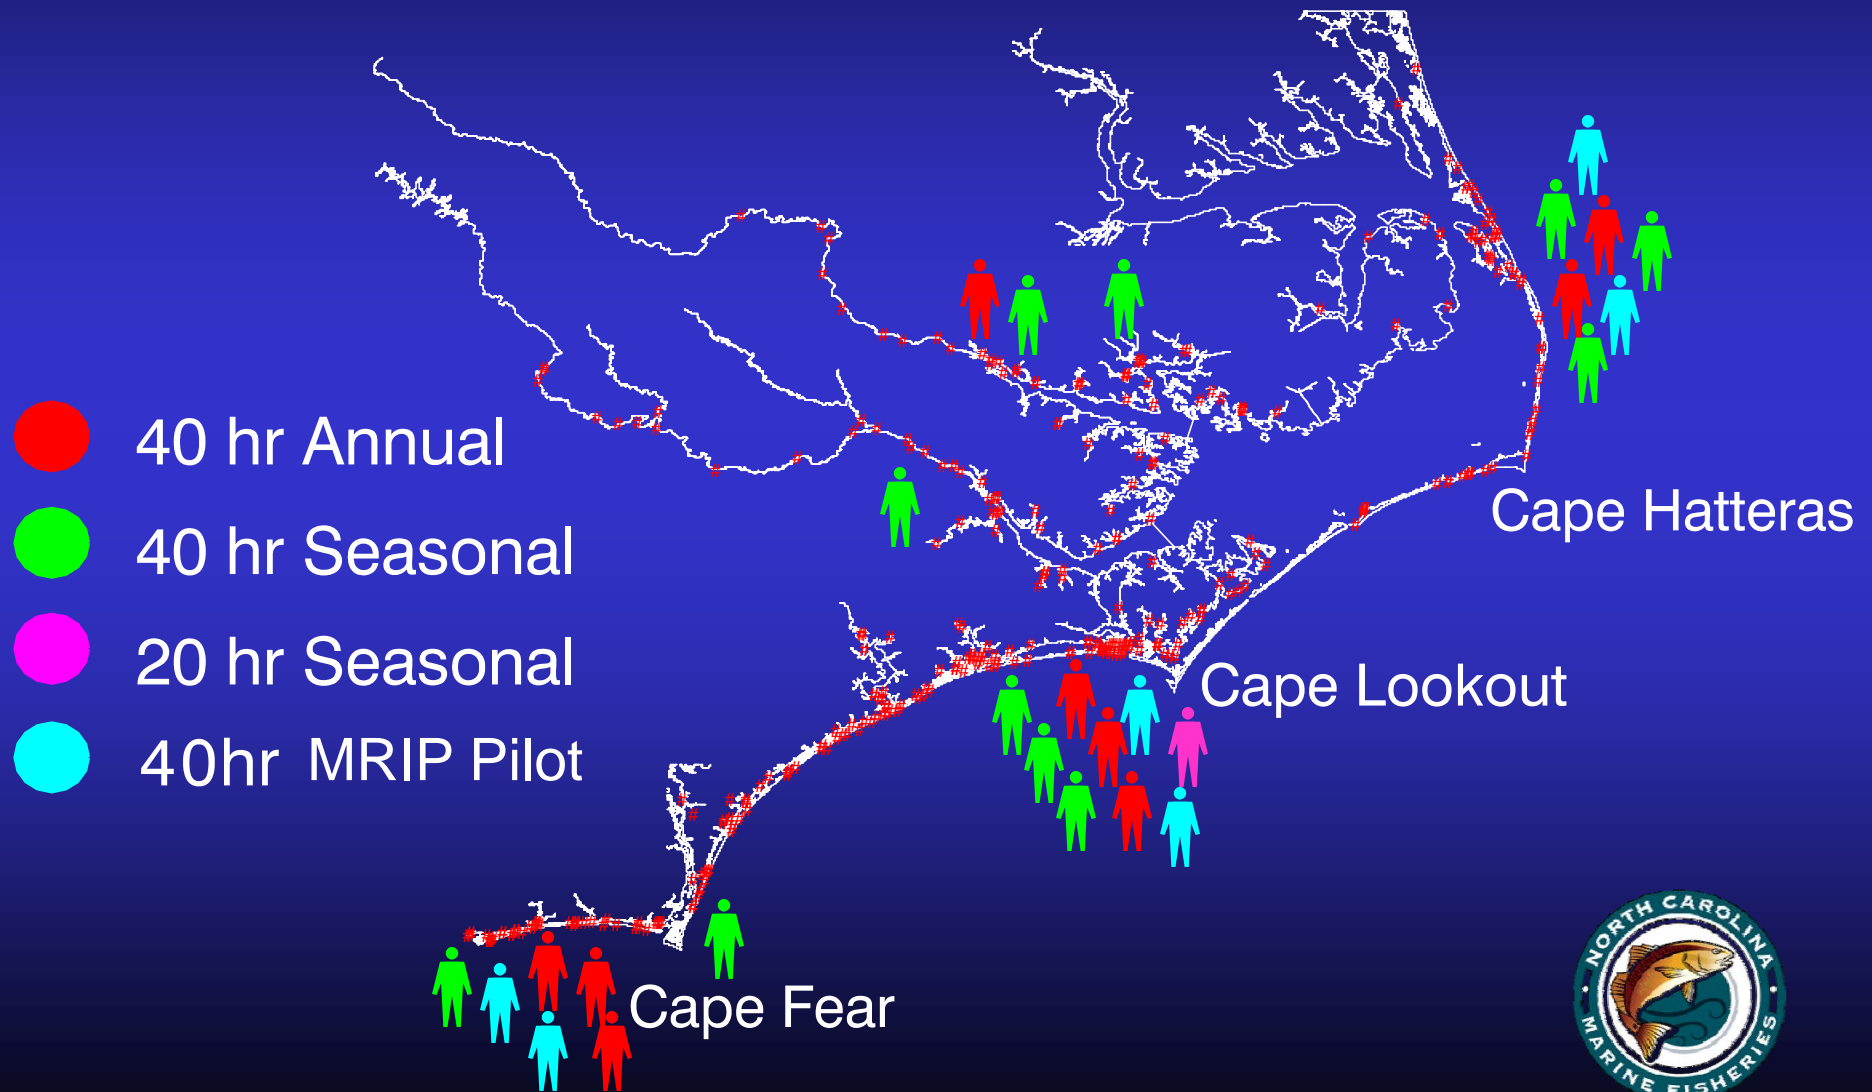 40 hr Annual
40 hr Seasonal
20 hr Seasonal
40hr MRIP Pilot
Cape Hatteras
Cape Lookout
Cape Fear
NORTH CAROLINA
MARINE FISHERIES